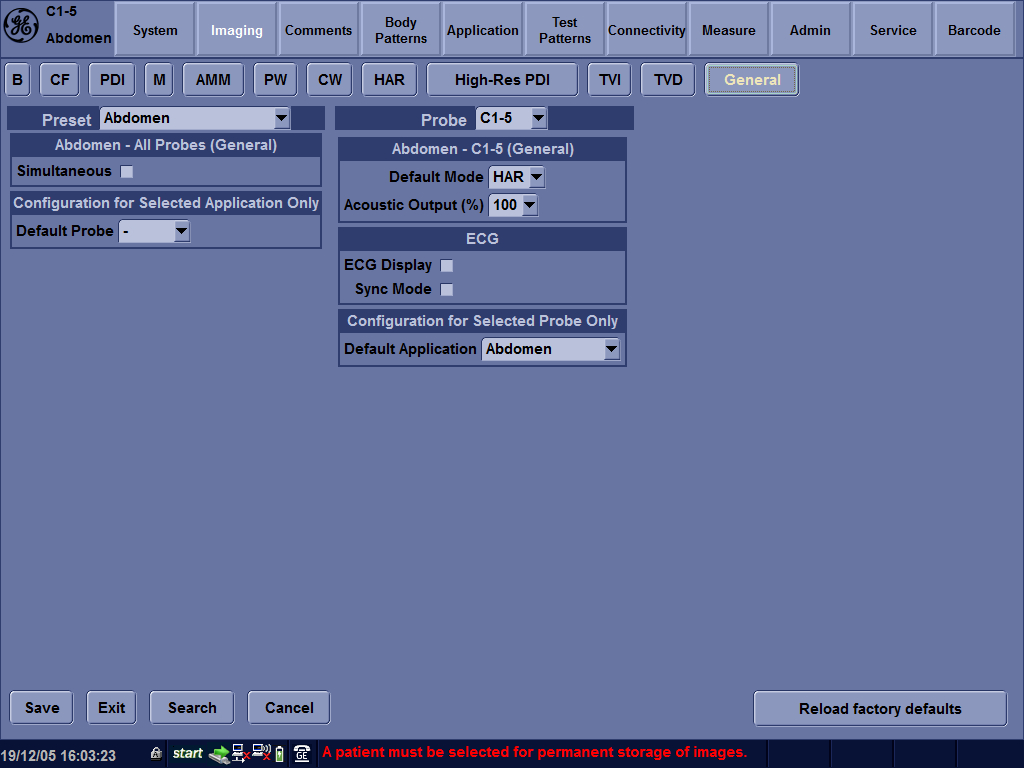 C1-5
Abdomen
System
Imaging
Comments
Body
Patterns
Application
Test
Patterns
Connectivity
Measure
Admin
Service
Barcode
B
CF
PDI
M
AMM
PW
CW
HAR
High-Res PDI
TVI
TVD
General
Preset Abdomen
Probe C1-5
Abdomen - All Probes (General)
Simultaneous
Configuration for Selected Application Only
Default Probe -
Abdomen - C1-5 (General)
Default Mode HAR
Acoustic Output (%) 100
ECG
ECG Display
Sync Mode
Configuration for Selected Probe Only
Default Application Abdomen
Save
Exit
Search
Cancel
Reload factory defaults
19/12/05 16:03:23
start
GE
A patient must be selected for permanent storage of images.